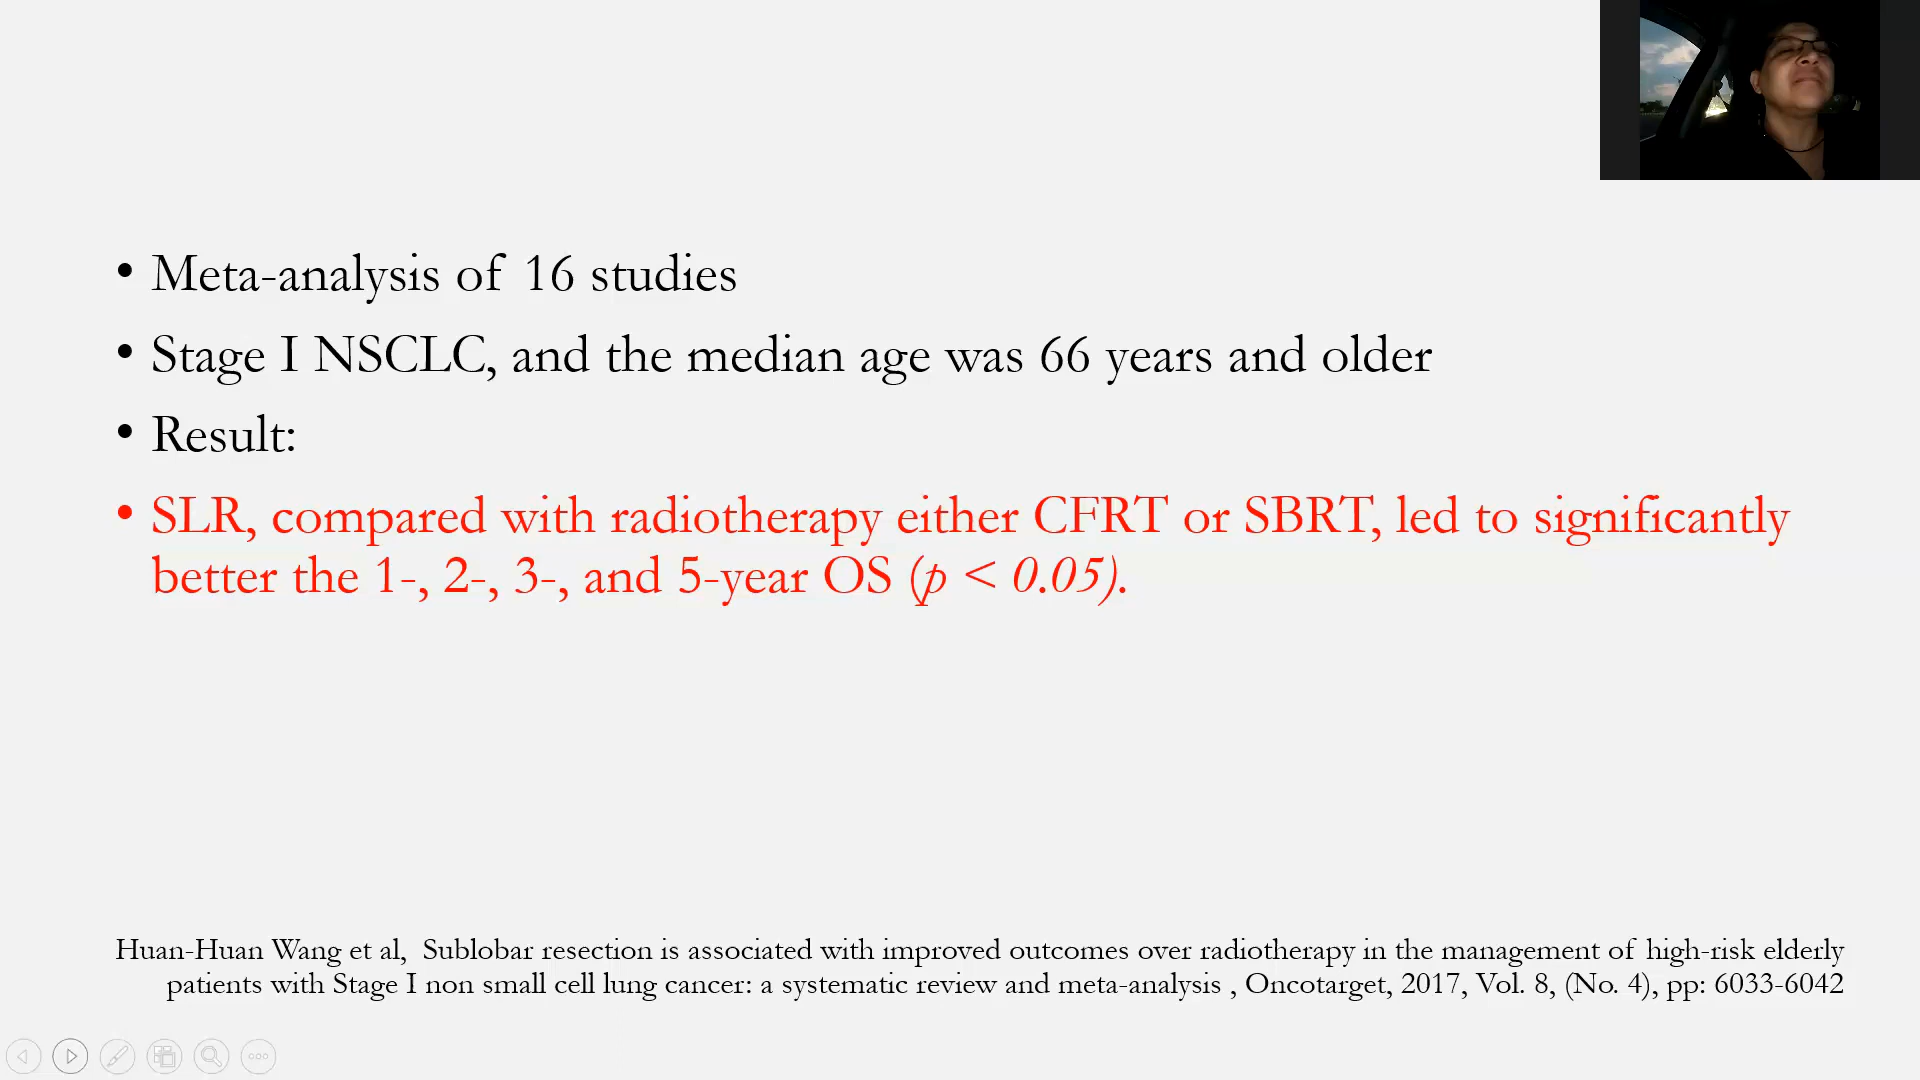 • Meta-analysis of 16 studies
• Stage I NSCLC, and the median age was 66 years and older
• Result:
• SLR, compared with radiotherapy either CFRT or SBRT, led to significantly
better the 1-, 2-, 3-, and 5-year OS (p < 0.05).
Huan-Huan Wang et al, Sublobar resection is associated with improved outcomes over radiotherapy in the management of high-risk elderly
patients with Stage I non small cell lung cancer: a systematic review and meta-analysis , Oncotarget, 2017, Vol. 8, (No. 4), pp: 6033-6042